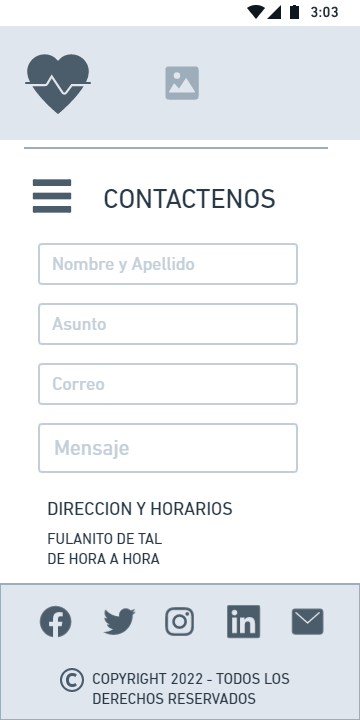 3:03
CONTACTENOS
Nombre y Apellido
Asunto
Correo
Mensaje
DIRECCION Y HORARIOS
FULANITO DE TAL
DE HORA A HORA
© COPYRIGHT 2022 - TODOS LOS
DERECHOS RESERVADOS